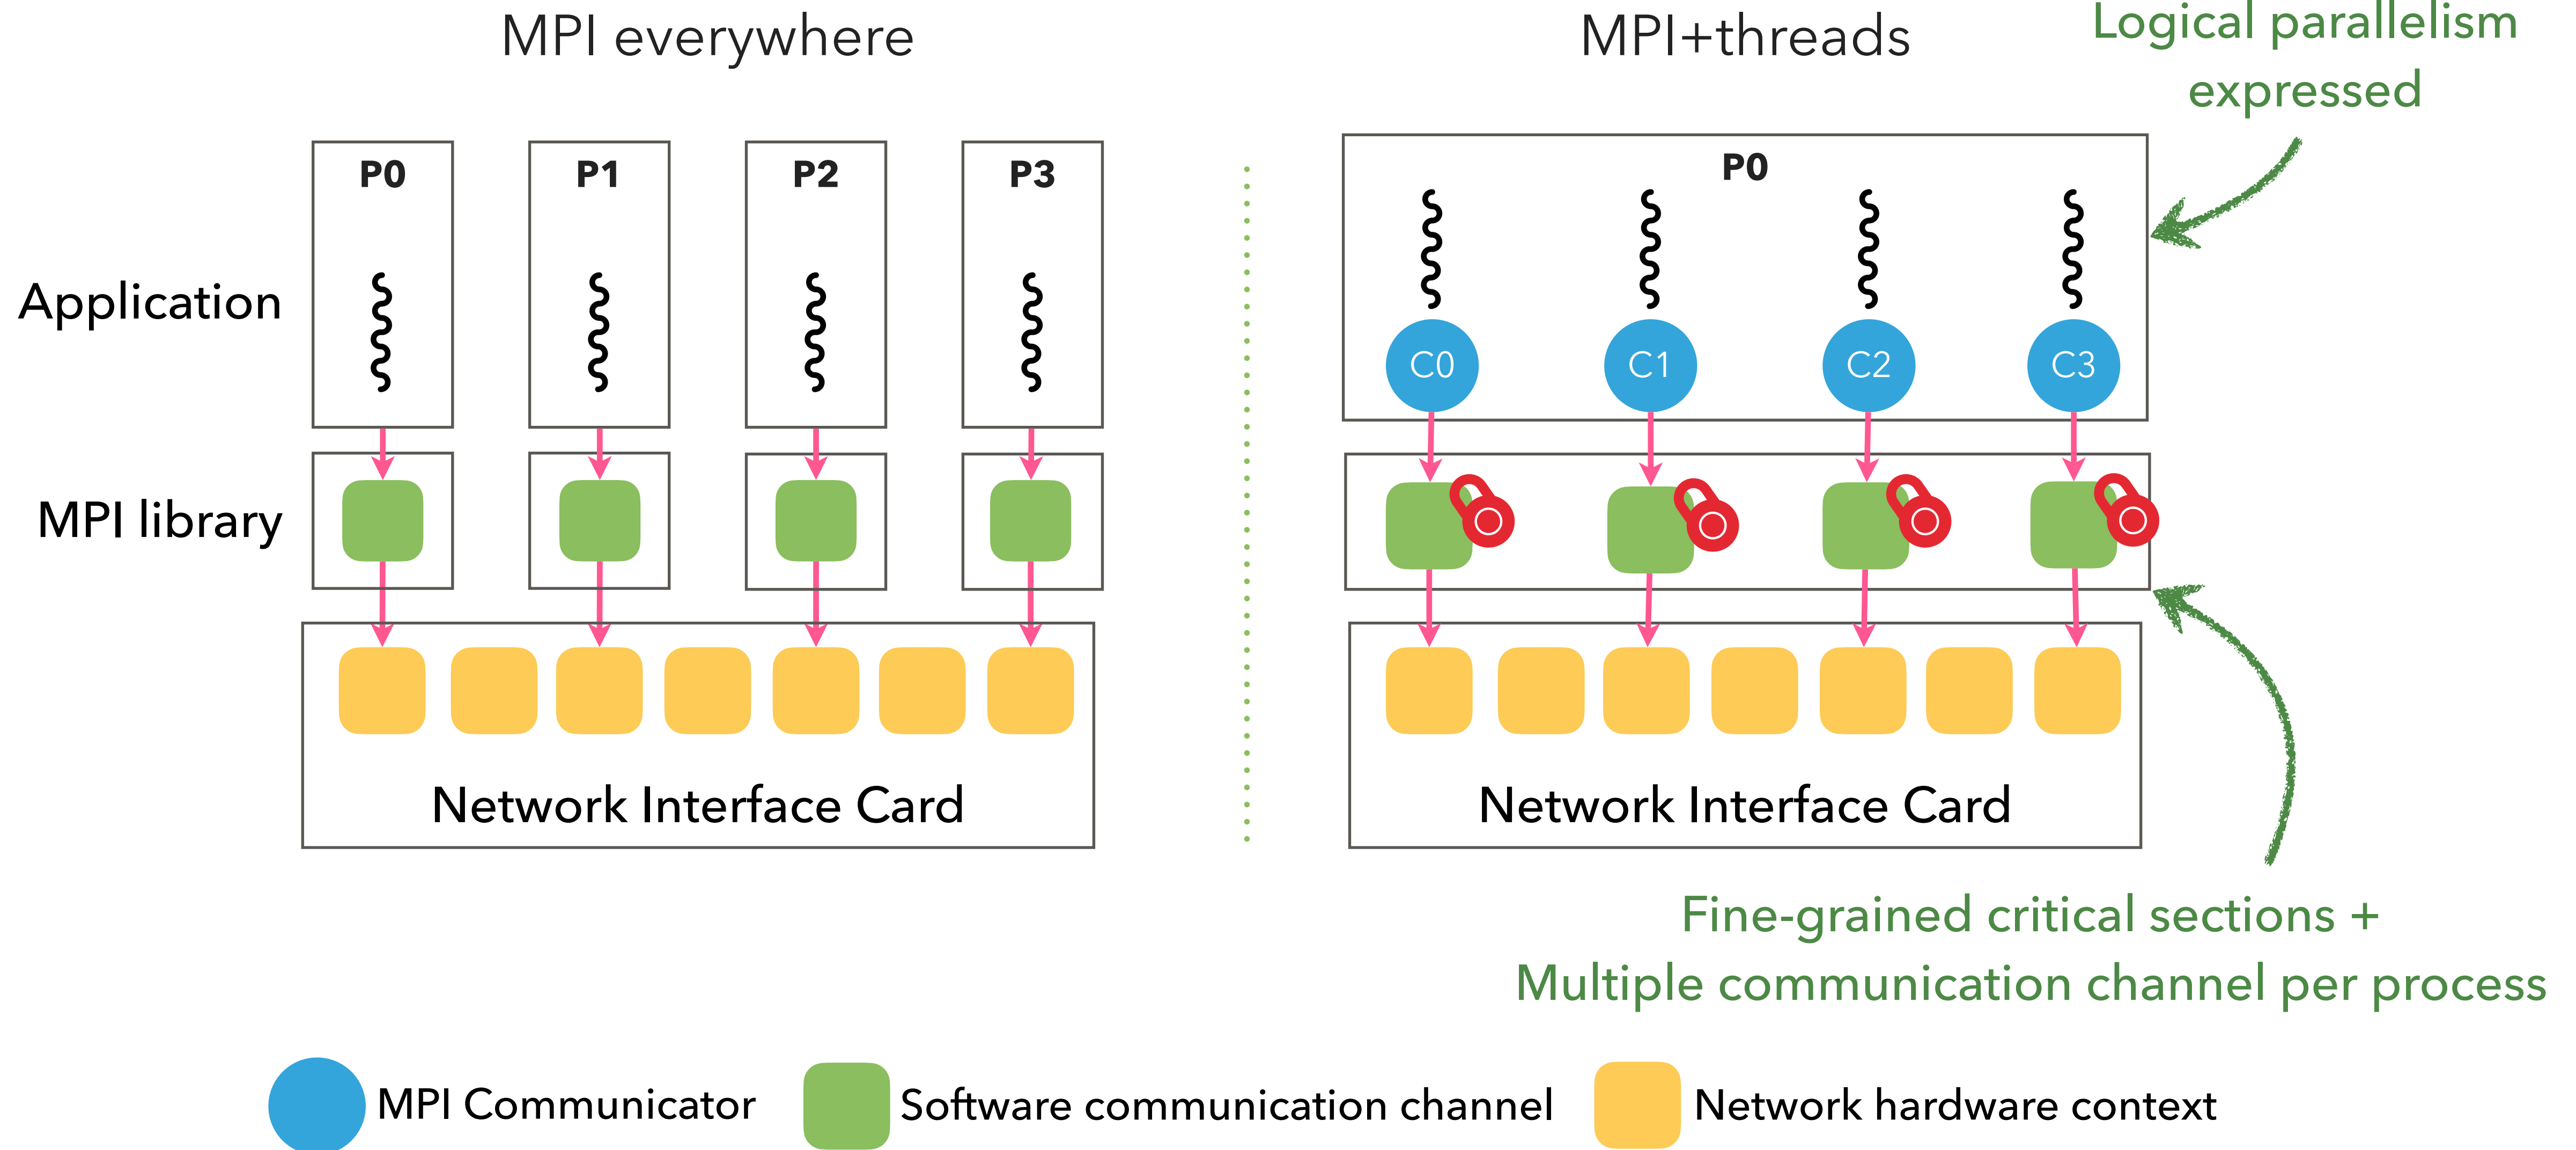 MPI everywhere
MPI+threads
Logical parallelism
expressed
P0
P1
P2
P3
P0
Application
C0
C1
C2
C3
MPI library
Network Interface Card
Network Interface Card
Fine-grained critical sections +
Multiple communication channel per process
MPI Communicator
Software communication channel
Network hardware context